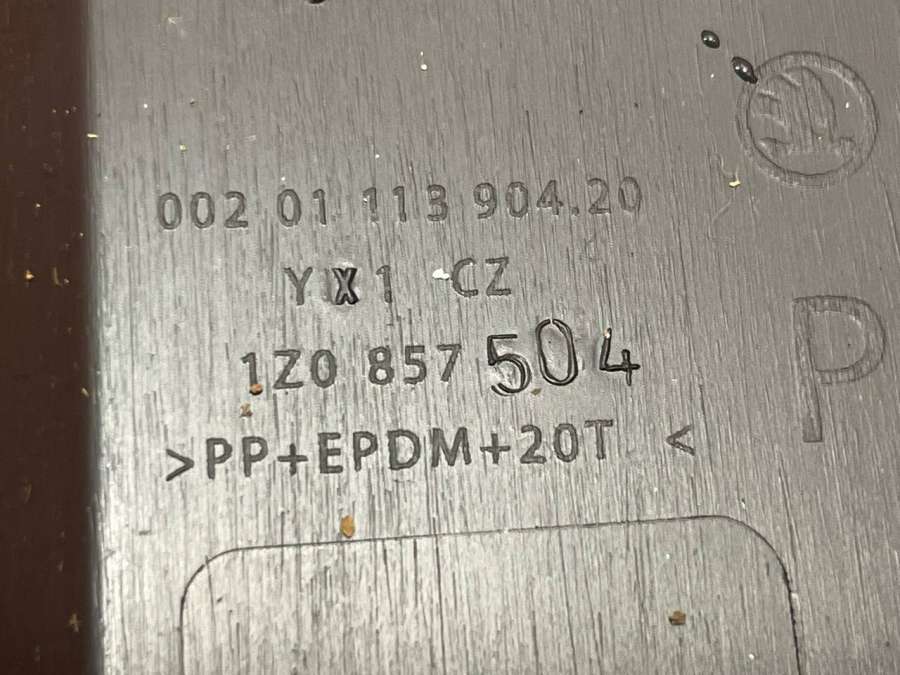 002 01 113 904.20
YX1 CZ
1Z0 857 504
P
>PP+EPDM+20T <